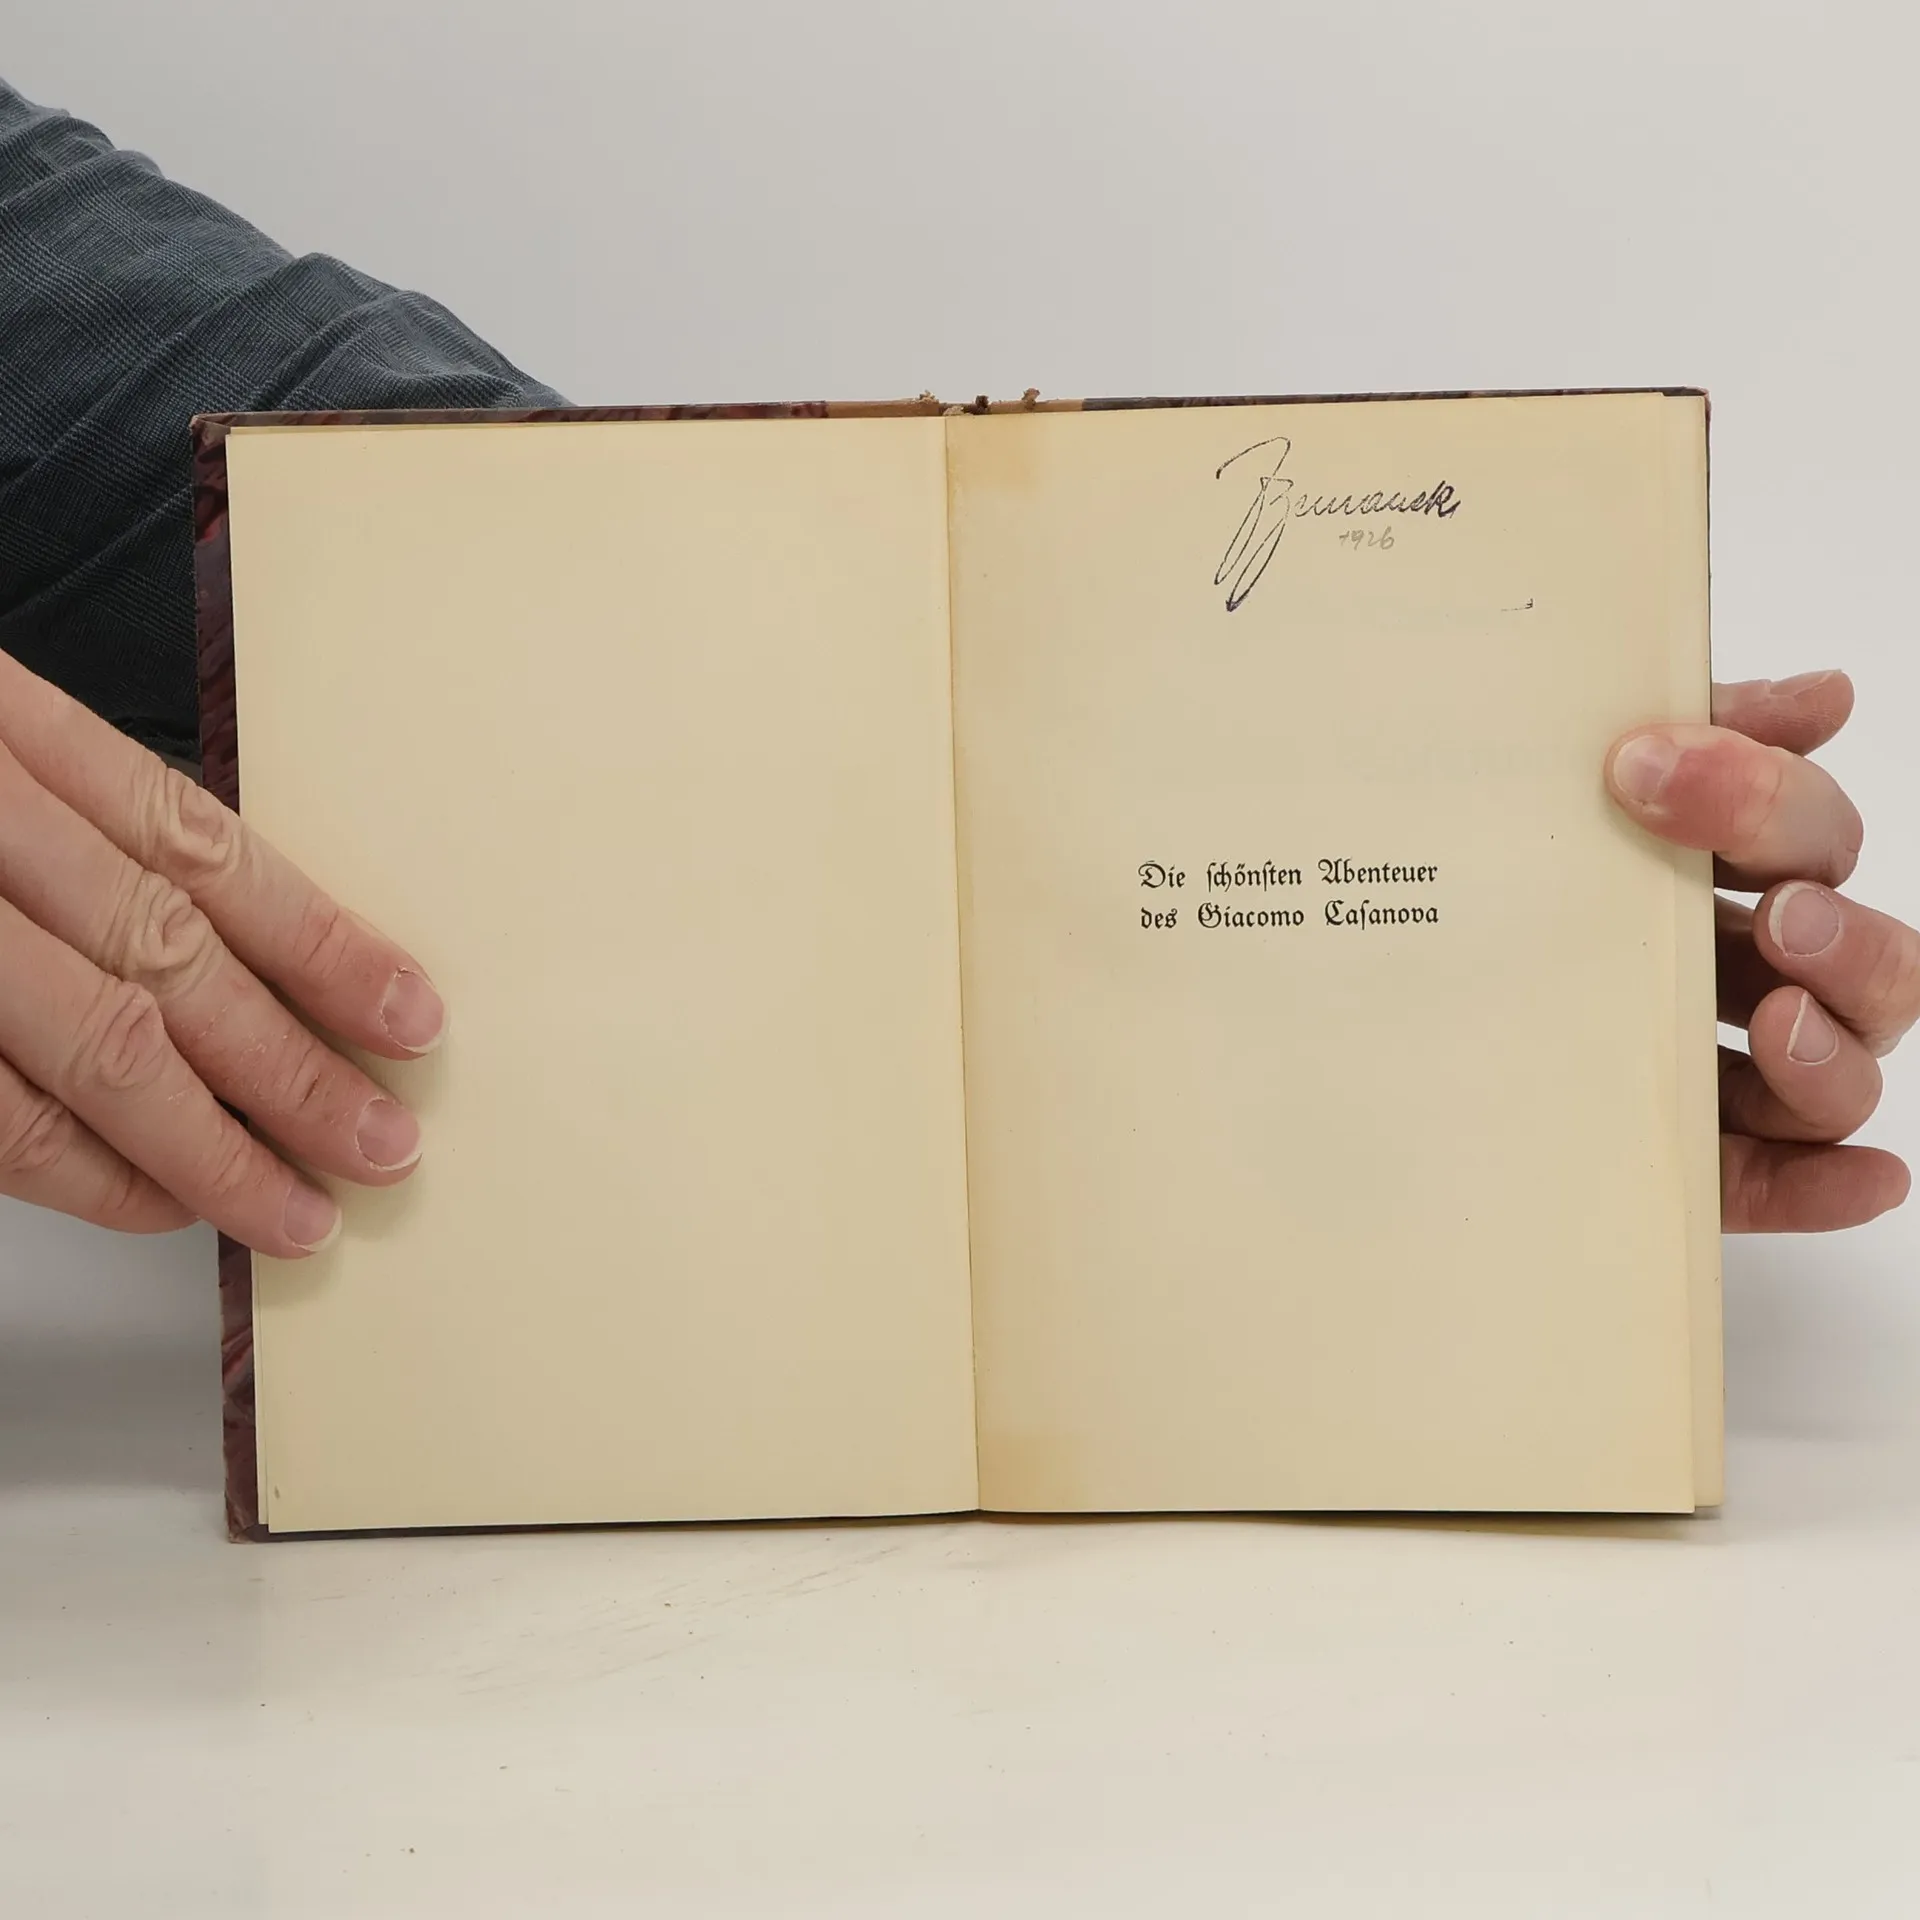 1926
Die schönsten Abenteuer
des Giacomo Casanova